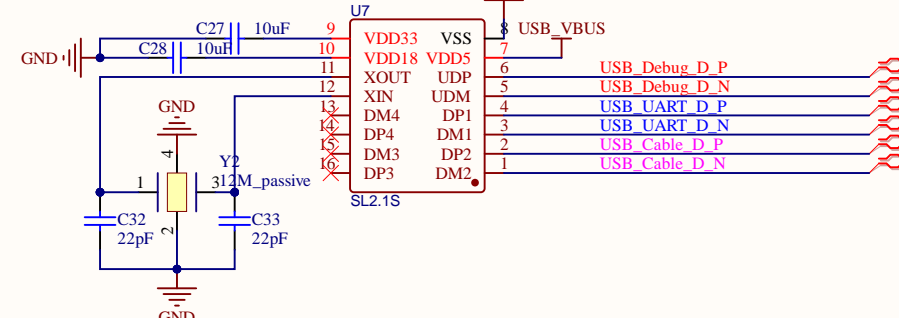 U7
C27 10uF 9 VDD33 VSS 8 USB_VBUS
GND C28 10uF 10 VDD18 VDD5 7
11 XOUT UDP 6 USB_Debug_D_P
12 XIN UDM 5 USB_Debug_D_N
GND 13 DM4 DP1 4 USB_UART_D_P
14 DP4 DM1 3 USB_UART_D_N
4 Y2 15 DM3 DP2 2 USB_Cable_D_P
1 3 12M_passive 16 DP3 DM2 1 USB_Cable_D_N
SL2.1S
C32 2 C33
22pF 22pF
GND